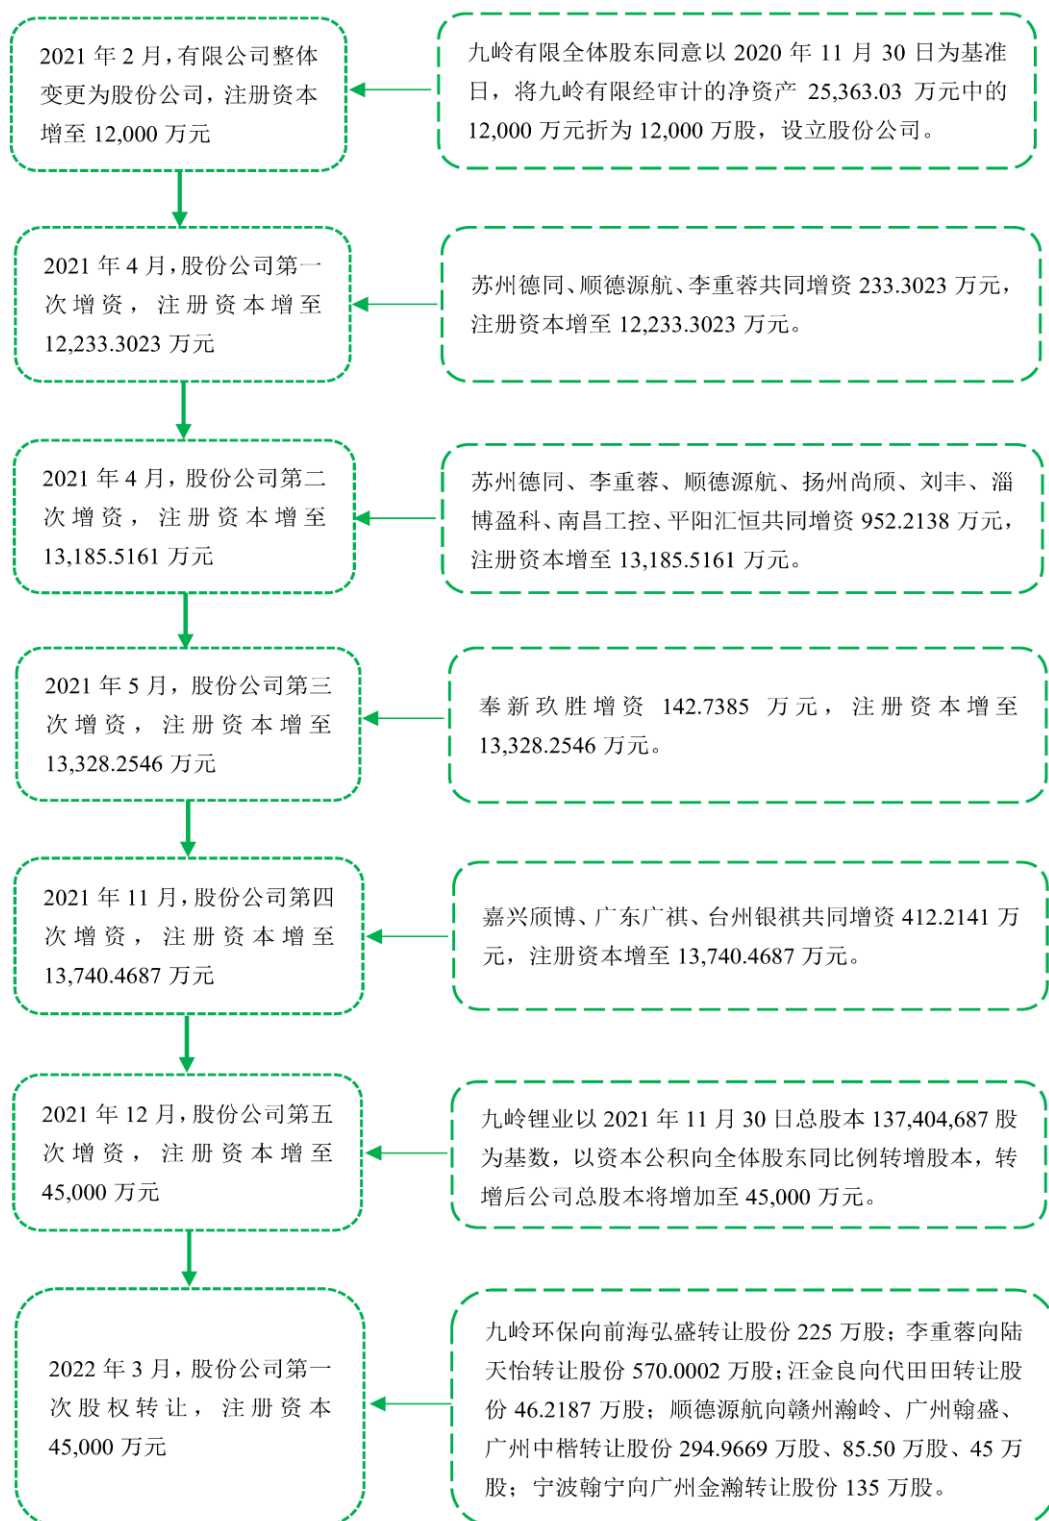 2021 年 2 月，有限公司整体
变更为股份公司，注册资本
增至 12,000 万元
九岭有限全体股东同意以 2020 年 11 月 30 日为基准
日，将九岭有限经审计的净资产 25,363.03 万元中的
12,000 万元折为 12,000 万股，设立股份公司。
2021 年 4 月，股份公司第一
次增资，注册资本增至
12,233.3023 万元
苏州德同、顺德源航、李重蓉共同增资 233.3023 万元，
注册资本增至 12,233.3023 万元。
2021 年 4 月，股份公司第二
次增资，注册资本增至
13,185.5161 万元
苏州德同、李重蓉、顺德源航、扬州尚颀、刘丰、淄
博盈科、南昌工控、平阳汇恒共同增资 952.2138 万元，
注册资本增至 13,185.5161 万元。
2021 年 5 月，股份公司第三
次增资，注册资本增至
13,328.2546 万元
奉新玖胜增资 142.7385 万元，注册资本增至
13,328.2546 万元。
2021 年 11 月，股份公司第四
次增资，注册资本增至
13,740.4687 万元
嘉兴颀博、广东广祺、台州银祺共同增资 412.2141 万
元，注册资本增至 13,740.4687 万元。
2021 年 12 月，股份公司第五
次增资，注册资本增至
45,000 万元
九岭锂业以 2021 年 11 月 30 日总股本 137,404,687 股
为基数，以资本公积向全体股东同比例转增股本，转
增后公司总股本将增加至 45,000 万元。
2022 年 3 月，股份公司第一
次股权转让，注册资本
45,000 万元
九岭环保向前海弘盛转让股份 225 万股；李重蓉向陆
天怡转让股份 570.0002 万股；汪金良向代田田转让股
份 46.2187 万股；顺德源航向赣州瀚岭、广州翰盛、
广州中楷转让股份 294.9669 万股、85.50 万股、45 万
股；宁波翰宁向广州金瀚转让股份 135 万股。